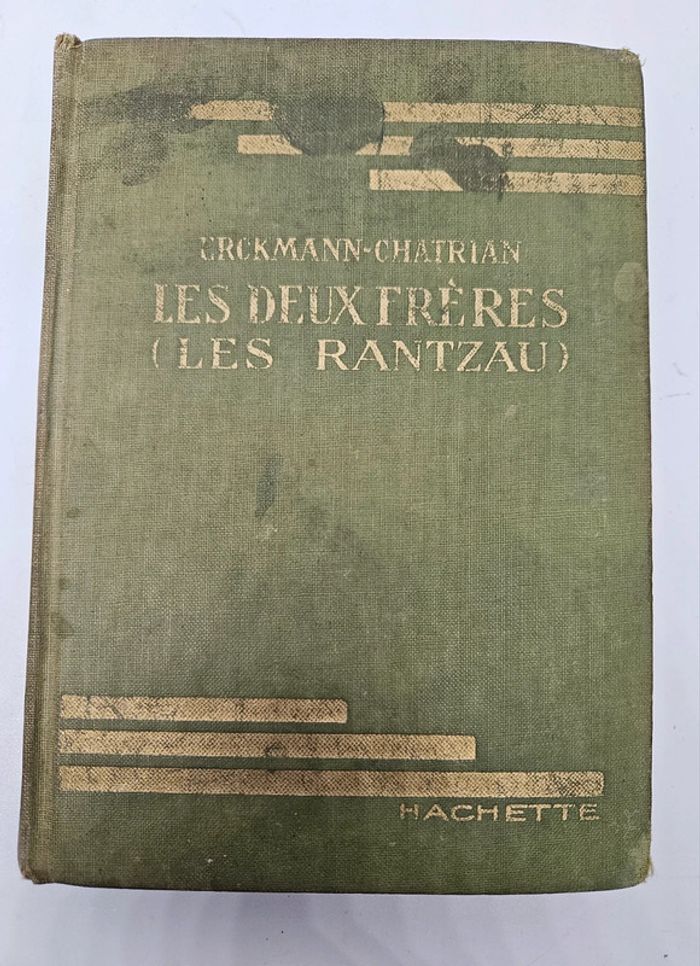 ERCKMANN-CHATRIAN
LES DEUX FRÈRES
(LES RANTZAU)
HACHETTE